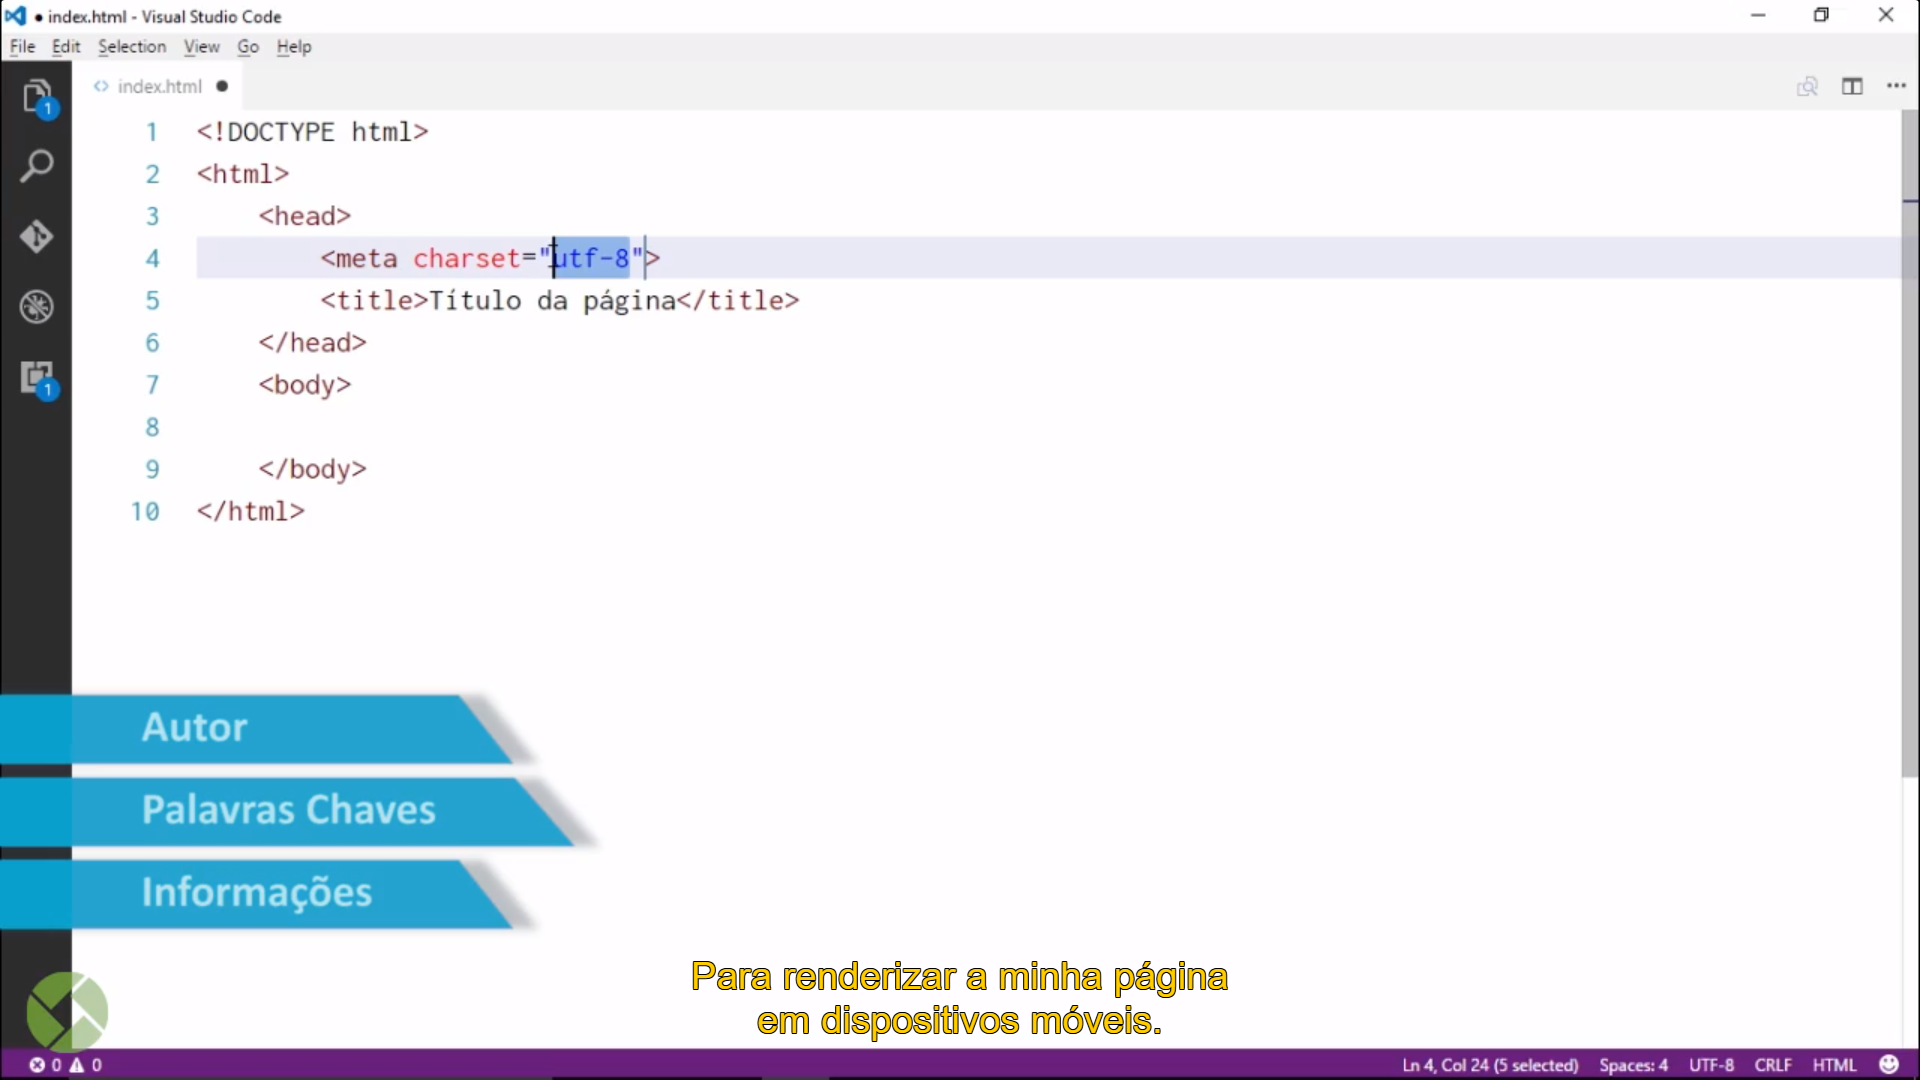 ● index.html - Visual Studio Code
File Edit Selection View Go Help
<> index.html ●
1 <!DOCTYPE html>
2 <html>
3 <head>
4 <meta charset="utf-8">
5 <title>Título da página</title>
6 </head>
7 <body>
8
9 </body>
10 </html>
1
1
Autor
Palavras Chaves
Informações
Para renderizar a minha página
em dispositivos móveis.
0 0 Ln 4, Col 24 (5 selected) Spaces: 4 UTF-8 CRLF HTML